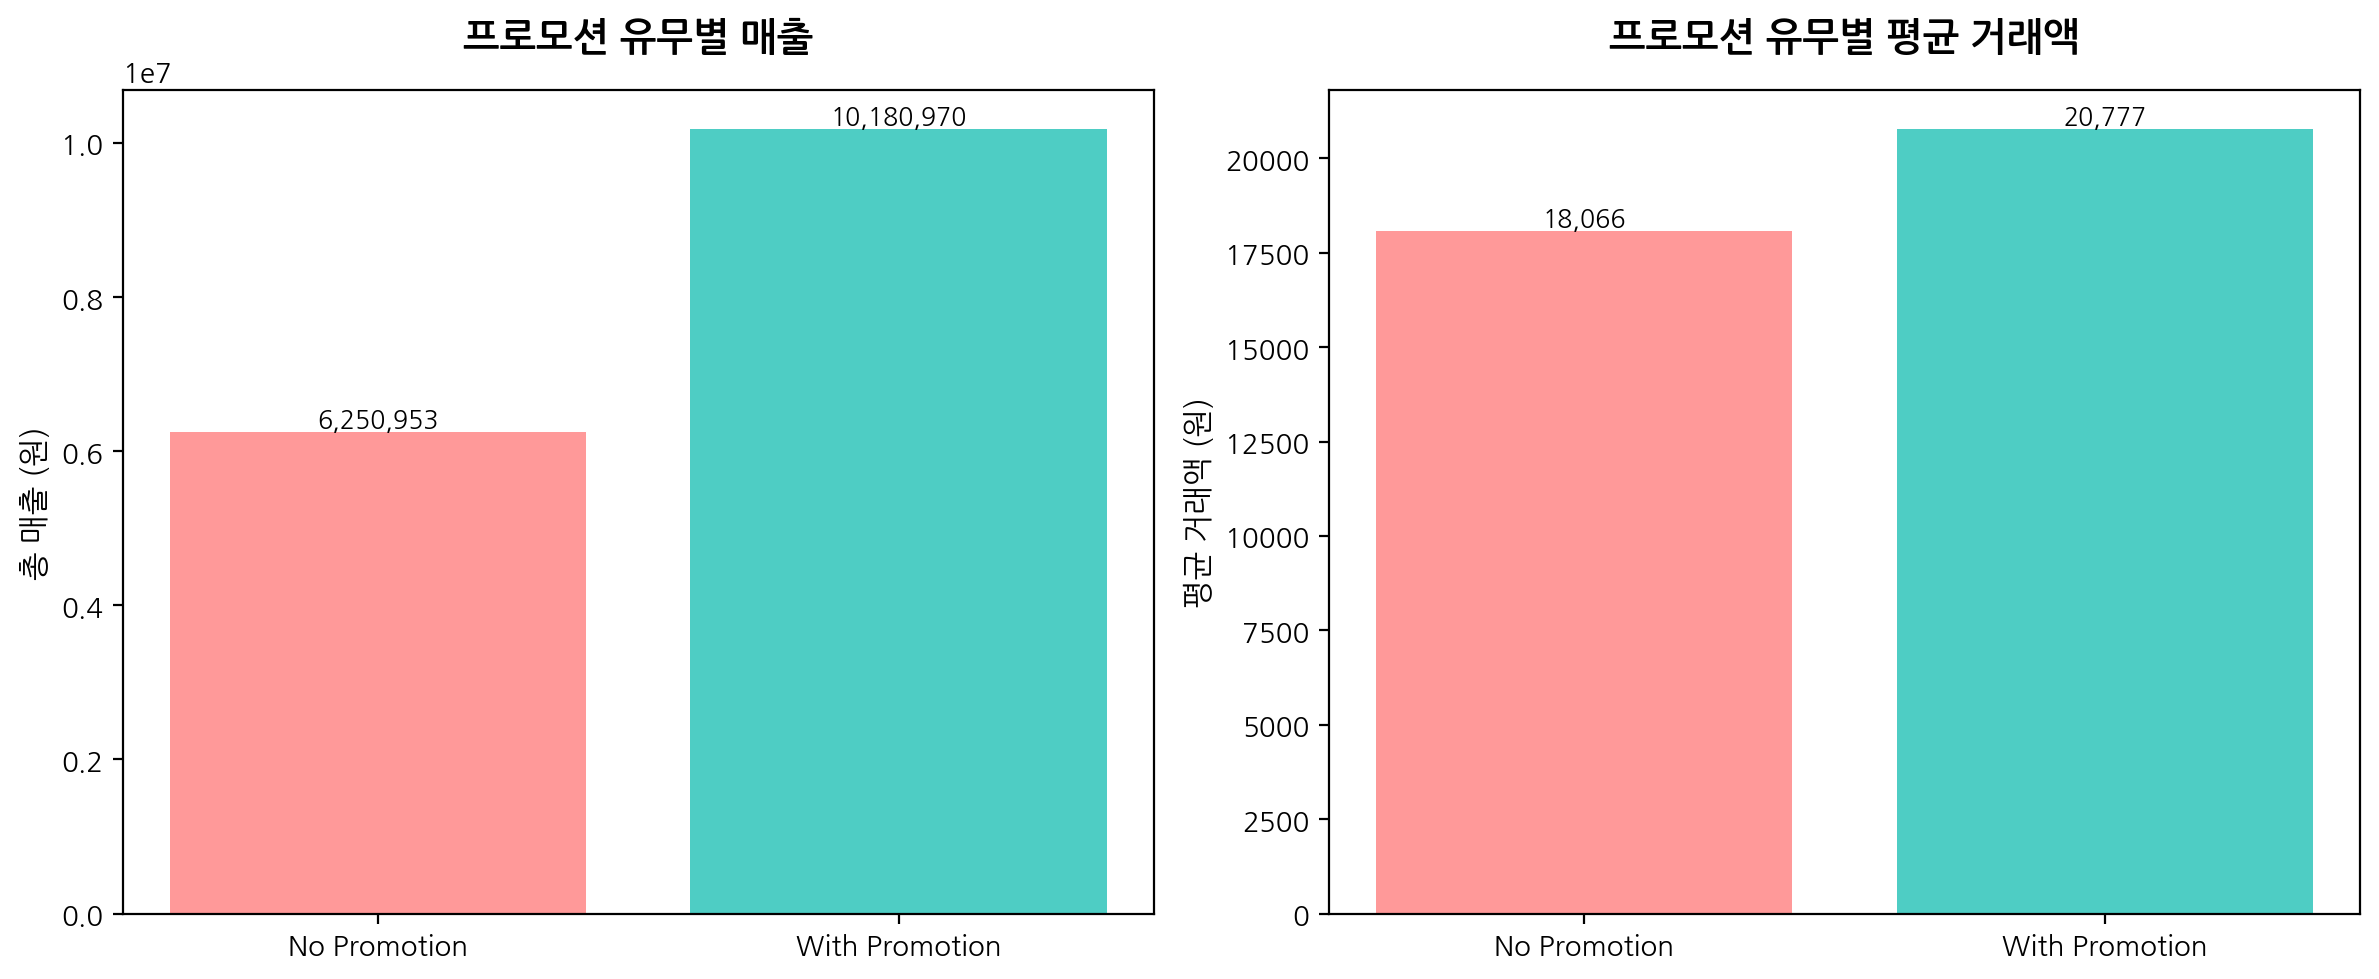 프로모션 유무별 매출
1e7
총 매출 (원)
1.0
0.8
0.6
0.4
0.2
0.0
6,250,953
10,180,970
No Promotion
With Promotion
프로모션 유무별 평균 거래액
평균 거래액 (원)
20000
17500
15000
12500
10000
7500
5000
2500
0
18,066
20,777
No Promotion
With Promotion